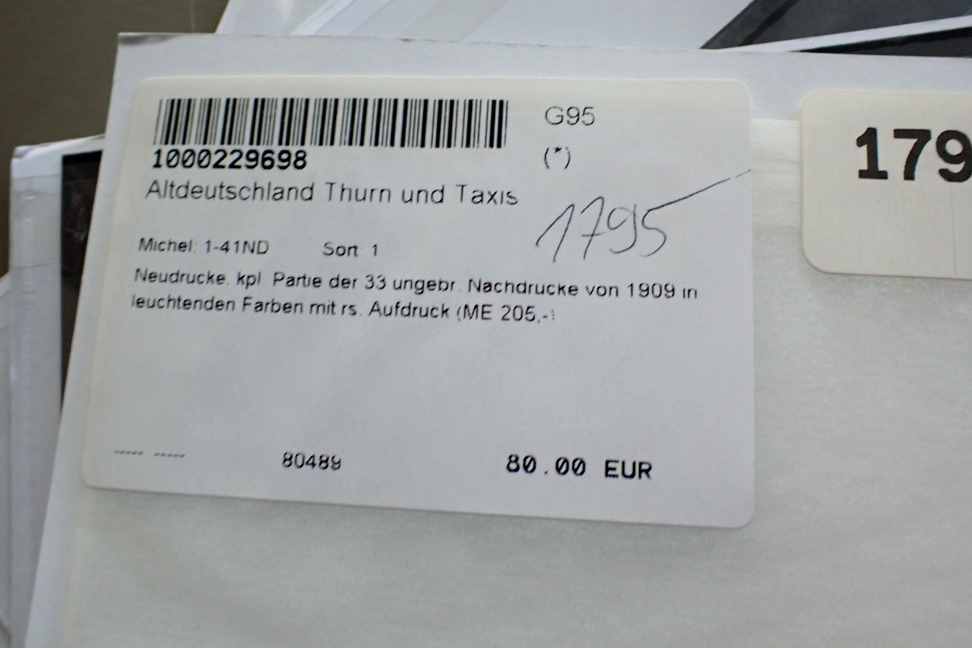 G95
1000229698
(*)
Altdeutschland Thurn und Taxis
1795
Michel: 1-41ND Sort 1
Neudrucke, kpl. Partie der 33 ungebr. Nachdrucke von 1909 in
leuchtenden Farben mit rs. Aufdruck (ME 205,-)
----- -----
80489
80.00 EUR
179